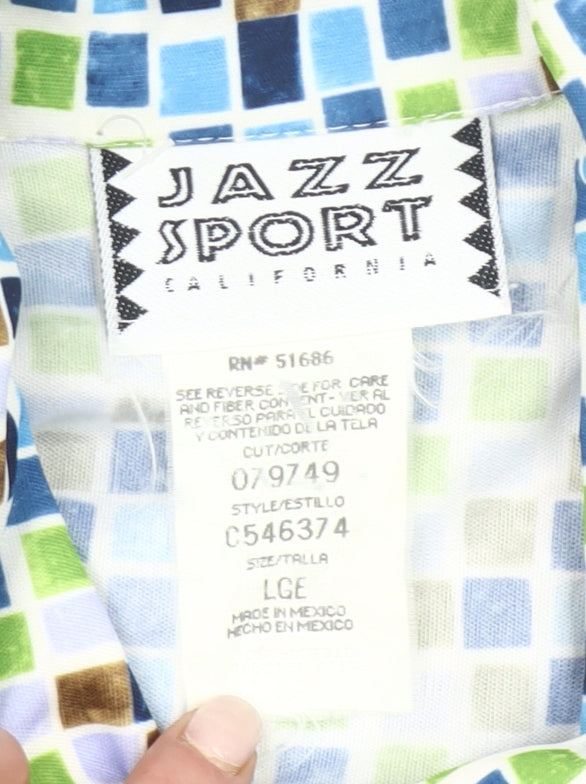 JAZZ
SPORT
CALIFORNIA
RN# 51686
SEE REVERSE FOR CARE
AND FIBER CONTENT- VER AL
REVERSO PARA EL CUIDADO
Y CONTENIDO DE LA TELA
CUT/CORTE
079749
STYLE/ESTILLO
C546374
SIZE/TALLA
LGE
MADE IN MEXICO
HECHO EN MEXICO